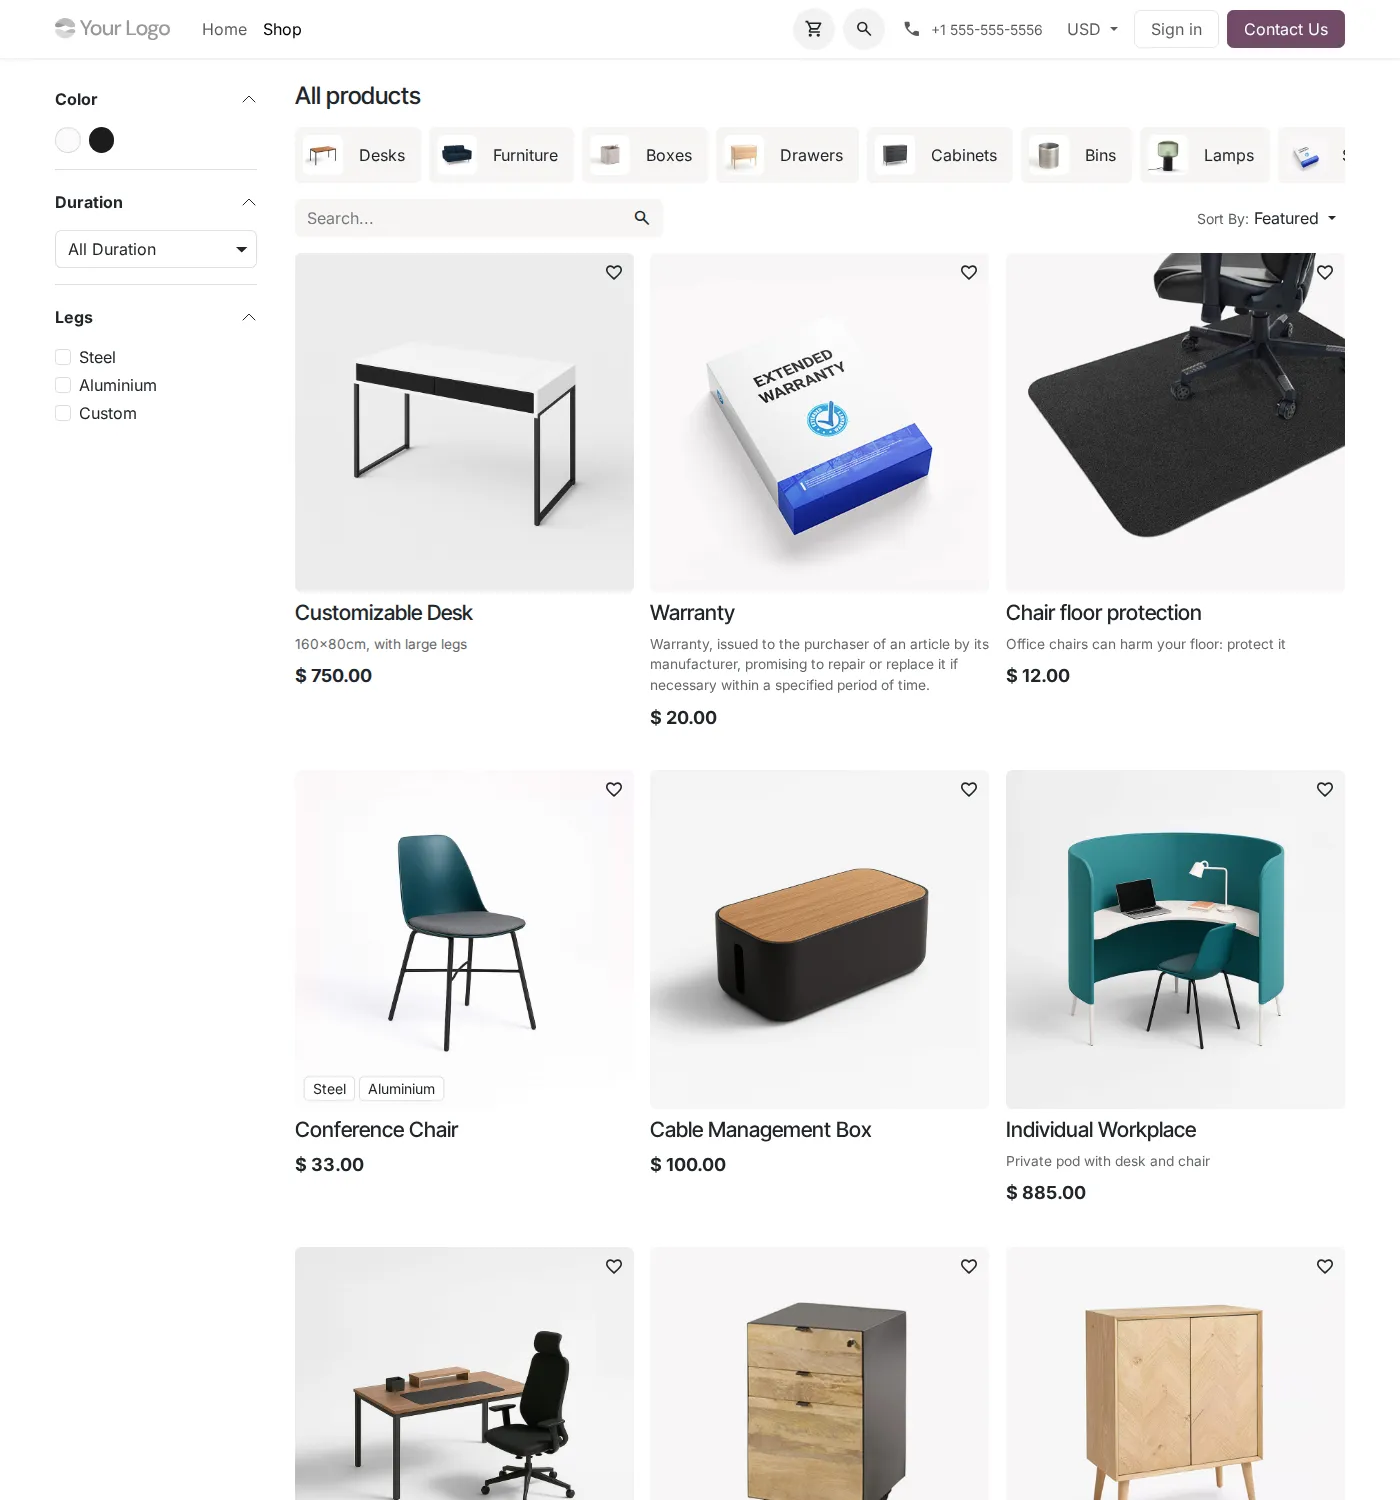 Your Logo
Home
Shop
+1 555-555-5556
USD
Sign in
Contact Us
Color
Duration
All Duration
Legs
Steel
Aluminium
Custom
All products
Desks
Furniture
Boxes
Drawers
Cabinets
Bins
Lamps
Search...
Sort By: Featured
EXTENDED
WARRANTY
Customizable Desk
160x80cm, with large legs
$ 750.00
Warranty
Warranty, issued to the purchaser of an article by its
manufacturer, promising to repair or replace it if
necessary within a specified period of time.
$ 20.00
Chair floor protection
Office chairs can harm your floor: protect it
$ 12.00
Steel
Aluminium
Conference Chair
$ 33.00
Cable Management Box
$ 100.00
Individual Workplace
Private pod with desk and chair
$ 885.00